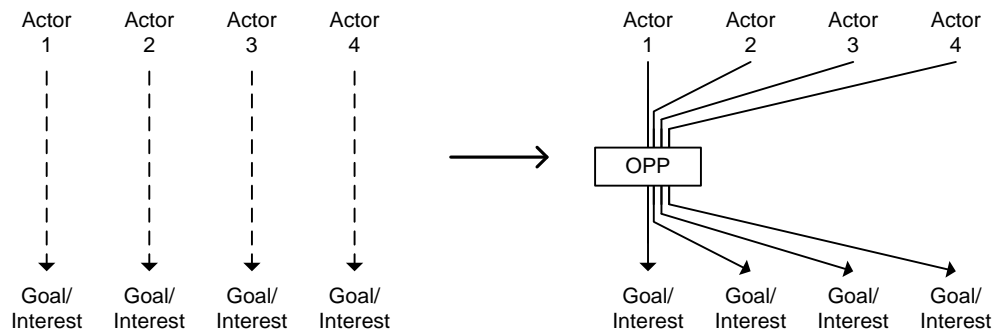 Actor
1
Actor
2
Actor
3
Actor
4
Actor
1
Actor
2
Actor
3
Actor
4
OPP
Goal/
Interest
Goal/
Interest
Goal/
Interest
Goal/
Interest
Goal/
Interest
Goal/
Interest
Goal/
Interest
Goal/
Interest